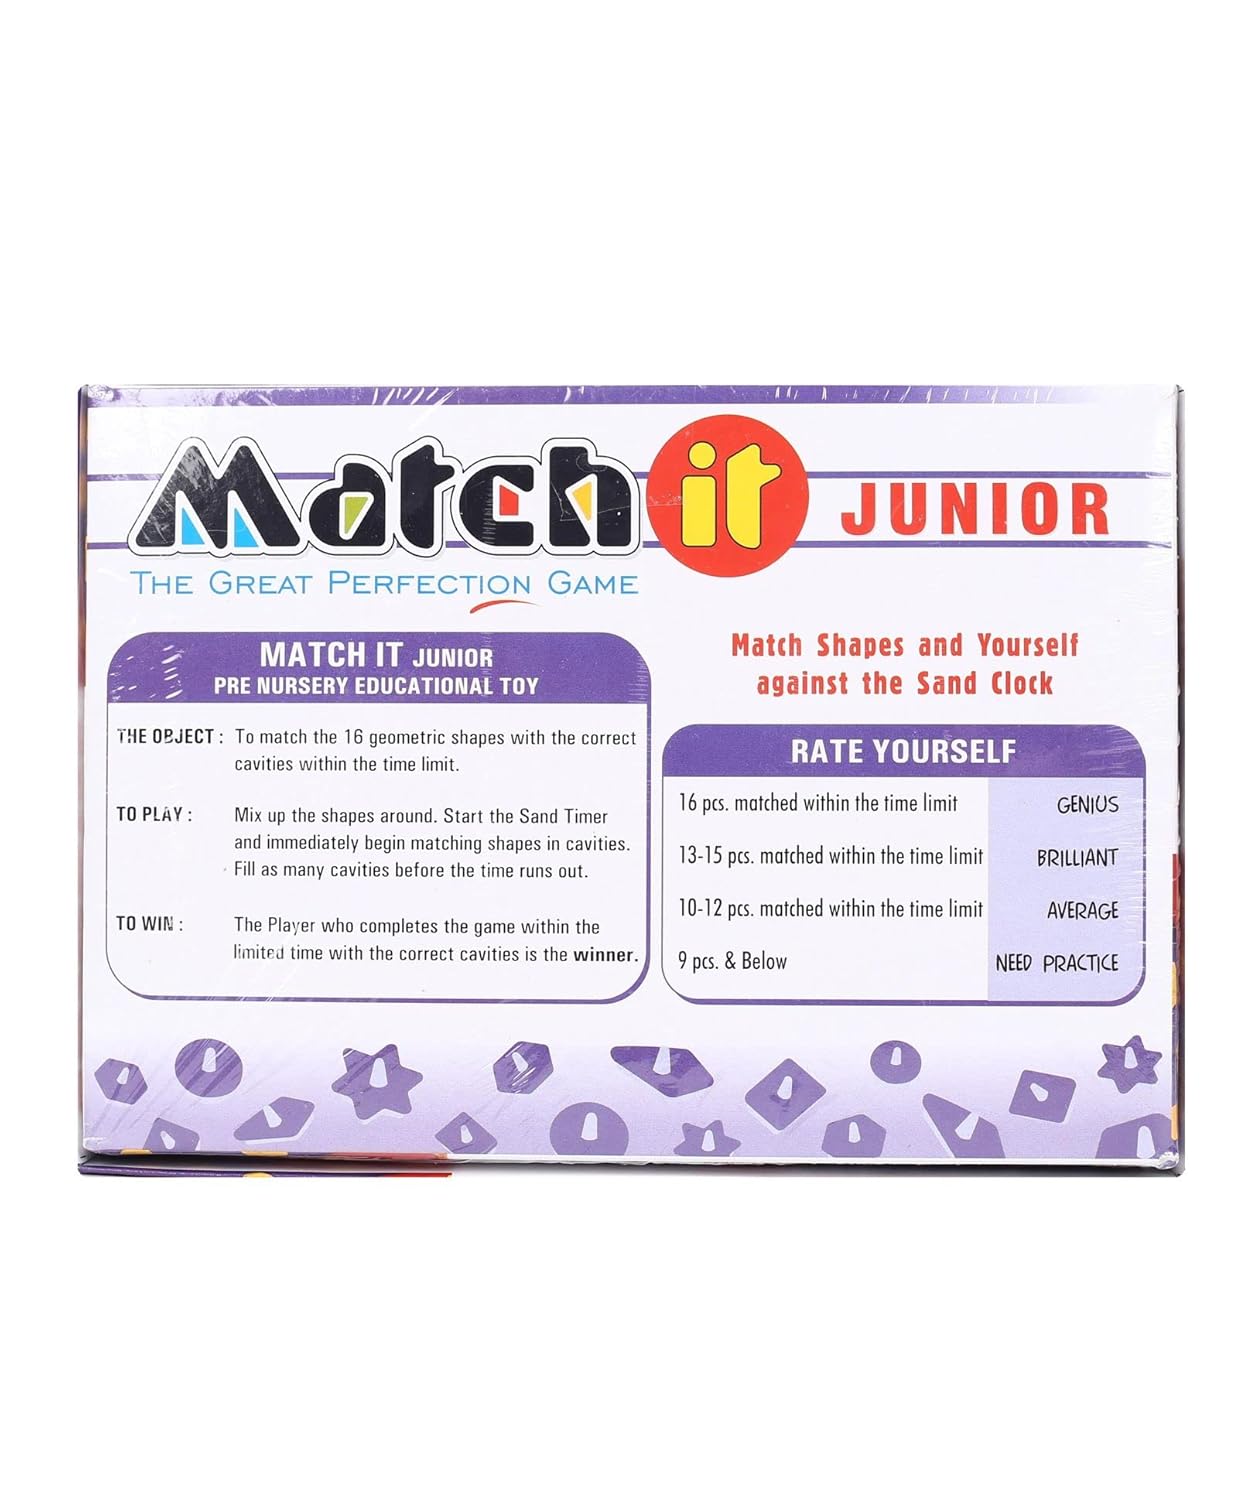 Match it JUNIOR
THE GREAT PERFECTION GAME
MATCH IT JUNIOR
PRE NURSERY EDUCATIONAL TOY
THE OBJECT : To match the 16 geometric shapes with the correct
cavities within the time limit.
TO PLAY : Mix up the shapes around. Start the Sand Timer
and immediately begin matching shapes in cavities.
Fill as many cavities before the time runs out.
TO WIN : The Player who completes the game within the
limited time with the correct cavities is the winner.
Match Shapes and Yourself
against the Sand Clock
RATE YOURSELF
16 pcs. matched within the time limit GENIUS
13-15 pcs. matched within the time limit BRILLIANT
10-12 pcs. matched within the time limit AVERAGE
9 pcs. & Below NEED PRACTICE